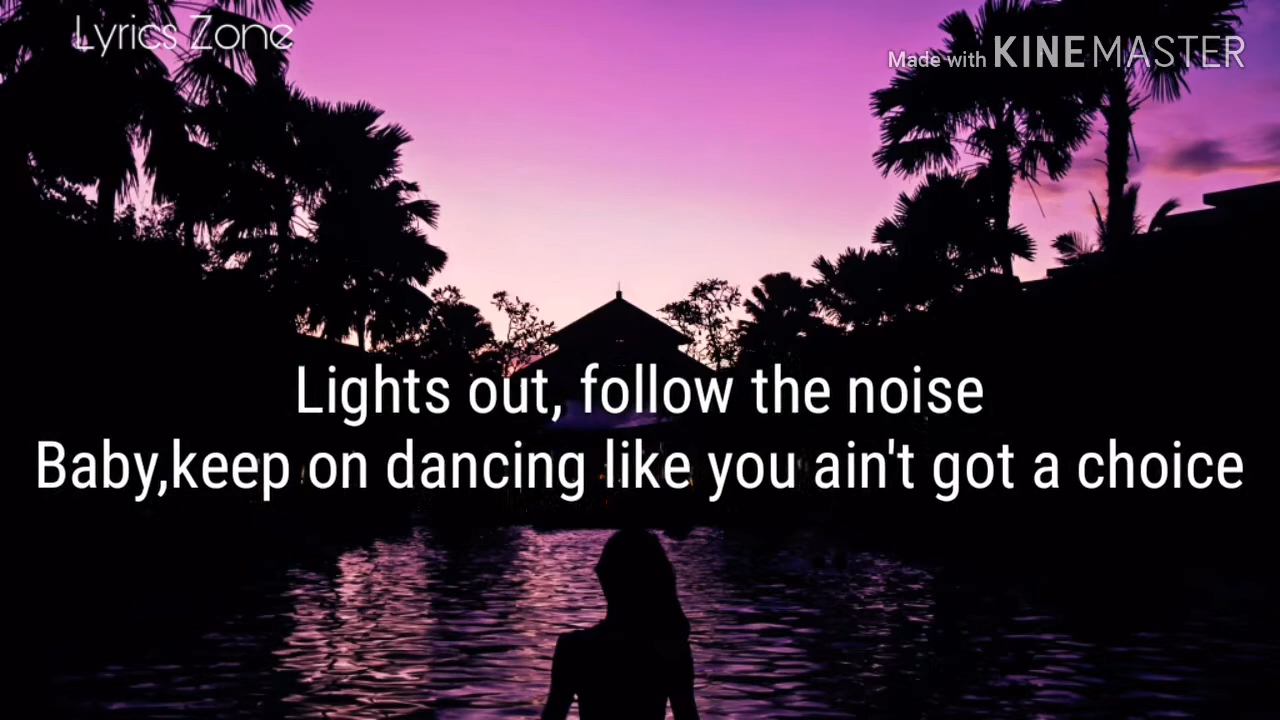 Lyrics Zone
Made with KINEMASTER
Lights out, follow the noise
Baby,keep on dancing like you ain't got a choice